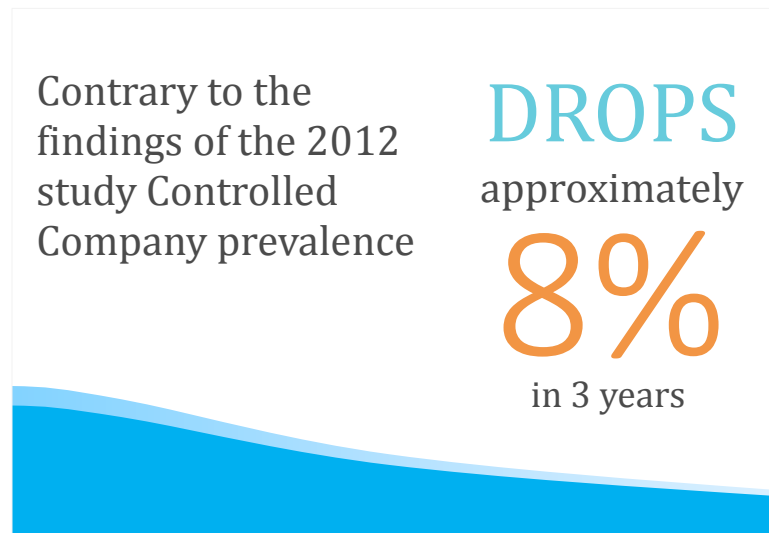 Contrary to the
findings of the 2012
study Controlled
Company prevalence
DROPS
approximately
8%
in 3 years